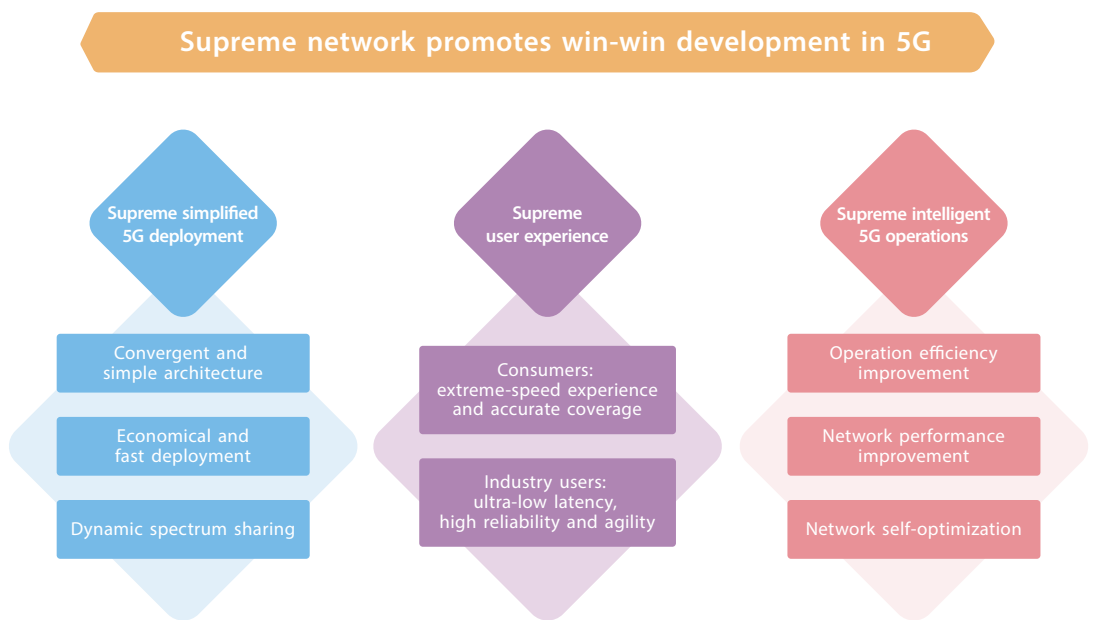 Supreme network promotes win-win development in 5G
Supreme simplified
5G deployment
Convergent and
simple architecture
Economical and
fast deployment
Dynamic spectrum sharing
Supreme
user experience
Consumers:
extreme-speed experience
and accurate coverage
Industry users:
ultra-low latency,
high reliability and agility
Supreme intelligent
5G operations
Operation efficiency
improvement
Network performance
improvement
Network self-optimization